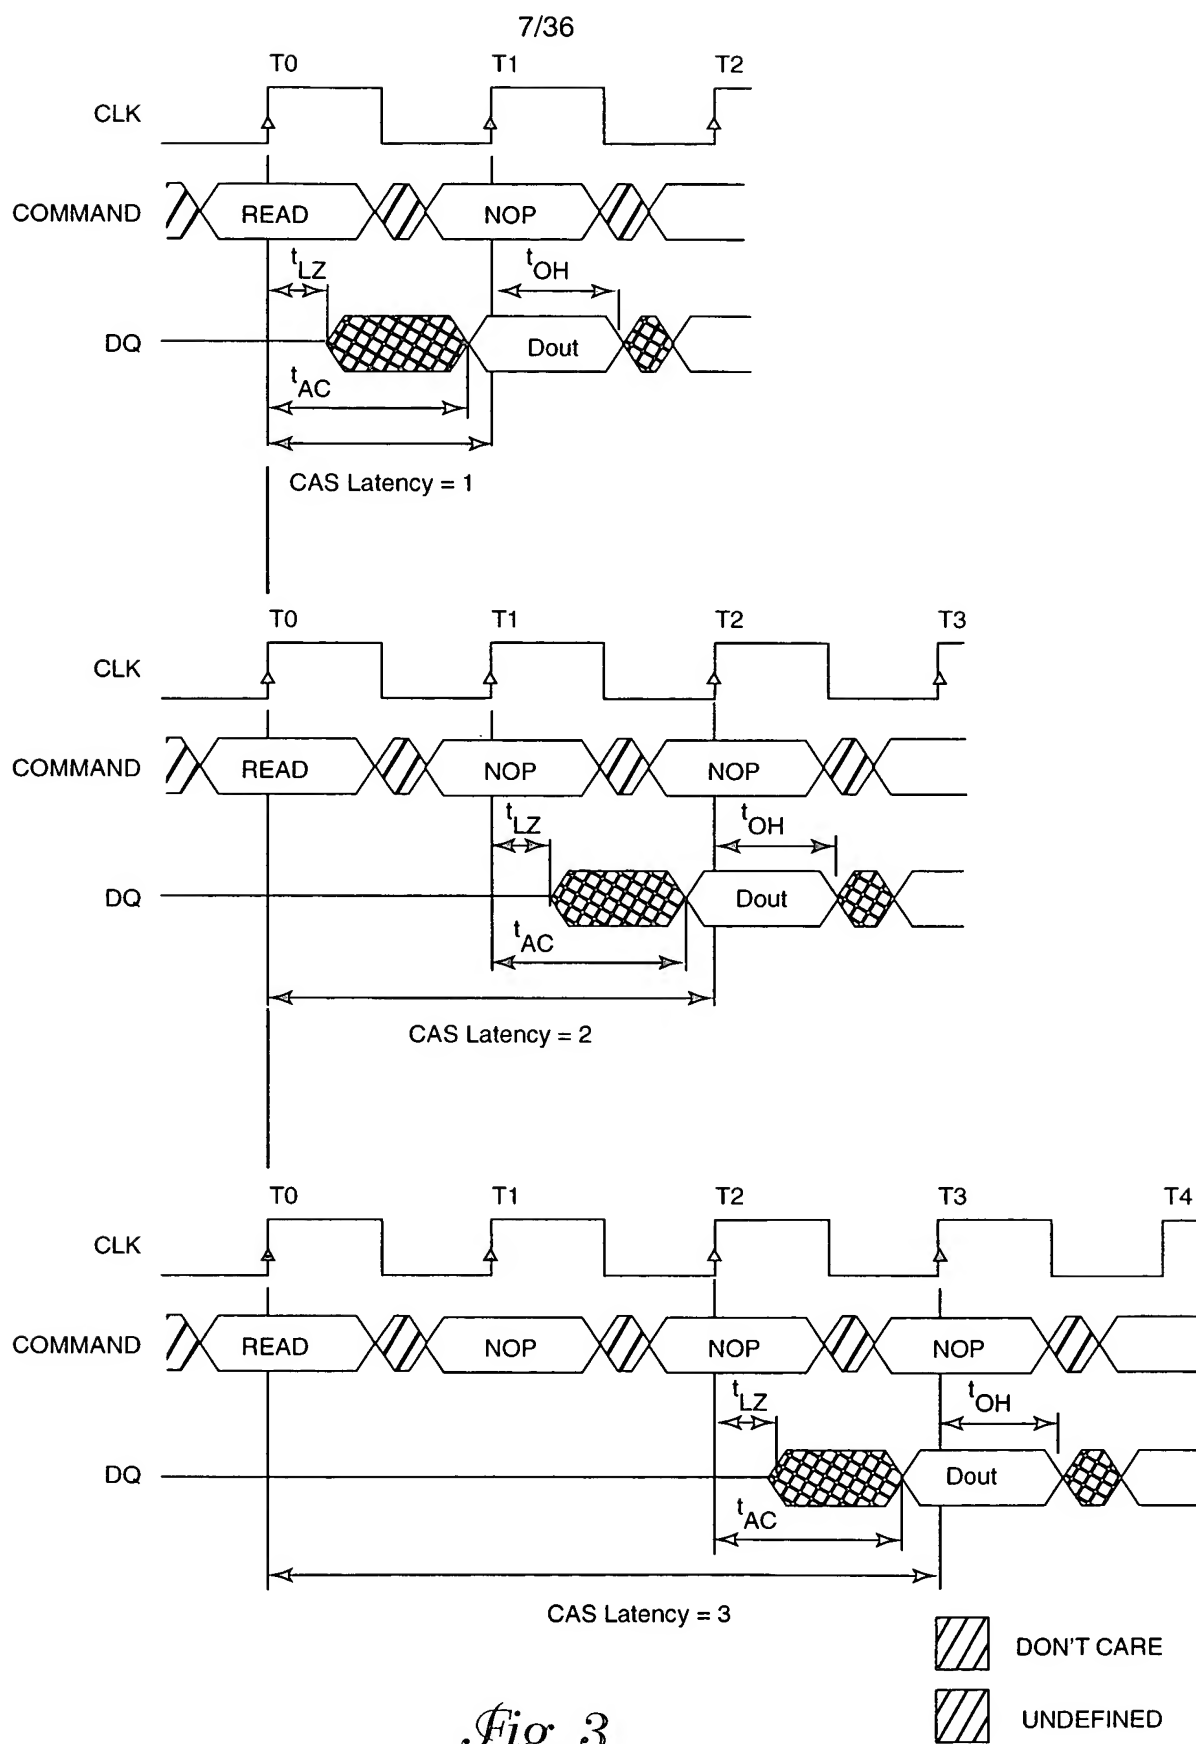 7/36
T0 T1 T2
CLK
COMMAND READ NOP
tLZ tOH
DQ Dout
tAC
CAS Latency = 1
T0 T1 T2 T3
CLK
COMMAND READ NOP NOP
tLZ tOH
DQ Dout
tAC
CAS Latency = 2
T0 T1 T2 T3 T4
CLK
COMMAND READ NOP NOP NOP
tLZ tOH
DQ Dout
tAC
CAS Latency = 3
DON'T CARE
UNDEFINED
Fig 3